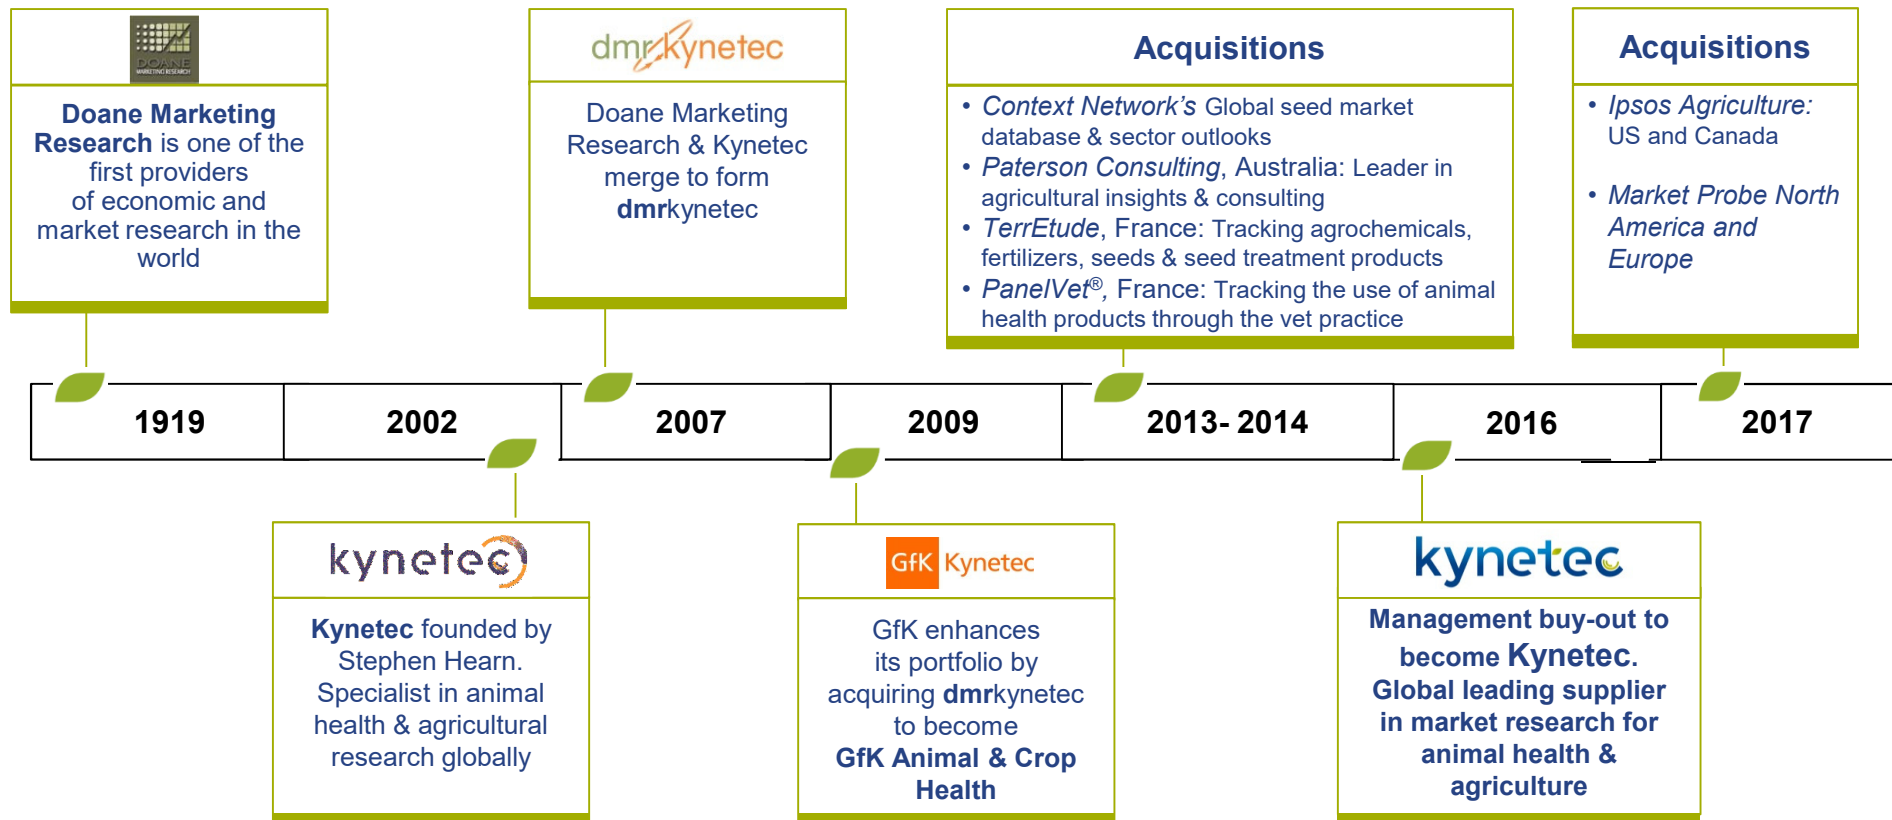 DOANE
MARKETING RESEARCH
Doane Marketing
Research is one of the
first providers
of economic and
market research in the
world
dmrkynetec
Doane Marketing
Research & Kynetec
merge to form
dmrkynetec
Acquisitions
• Context Network's Global seed market
database & sector outlooks
• Paterson Consulting, Australia: Leader in
agricultural insights & consulting
• TerrEtude, France: Tracking agrochemicals,
fertilizers, seeds & seed treatment products
• PanelVet®, France: Tracking the use of animal
health products through the vet practice
Acquisitions
• Ipsos Agriculture:
US and Canada
• Market Probe North
America and
Europe
1919
2002
2007
2009
2013- 2014
2016
2017
kynetec
Kynetec founded by
Stephen Hearn.
Specialist in animal
health & agricultural
research globally
GfK Kynetec
GfK enhances
its portfolio by
acquiring dmrkynetec
to become
GfK Animal & Crop
Health
kynetec
Management buy-out to
become Kynetec.
Global leading supplier
in market research for
animal health &
agriculture